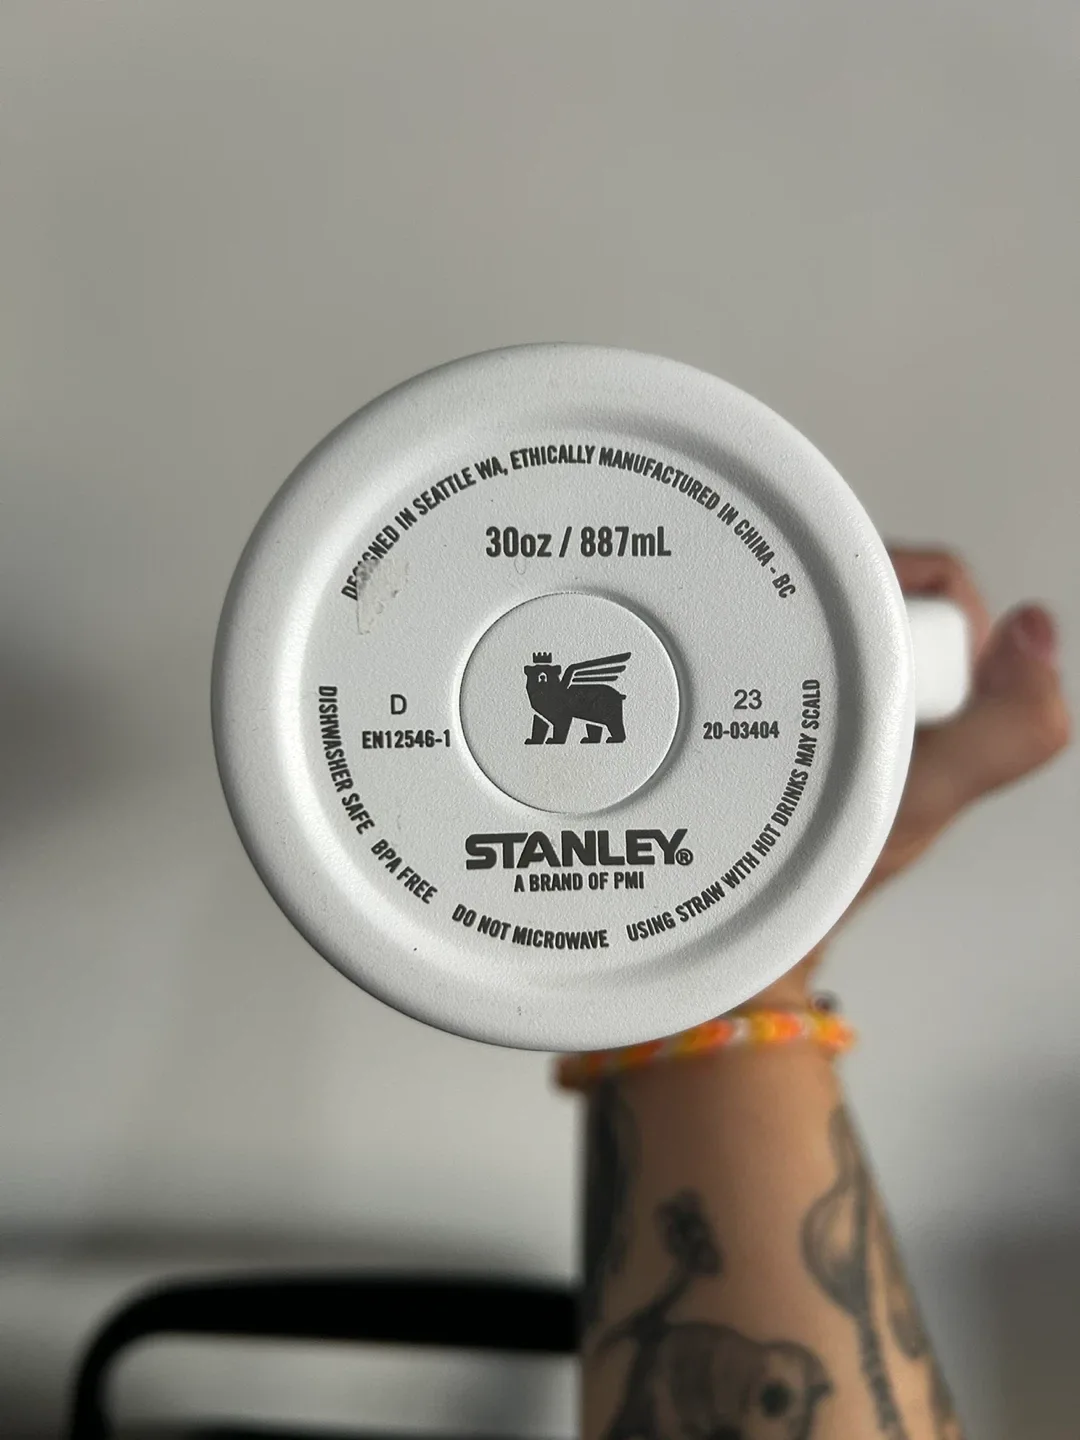 DESIGNED IN SEATTLE WA, ETHICALLY MANUFACTURED IN CHINA - BC
30oz / 887mL
D
EN12546-1
23
20-03404
STANLEY®
A BRAND OF PMI
DISHWASHER SAFE BPA FREE DO NOT MICROWAVE USING STRAW WITH HOT DRINKS MAY SCALD